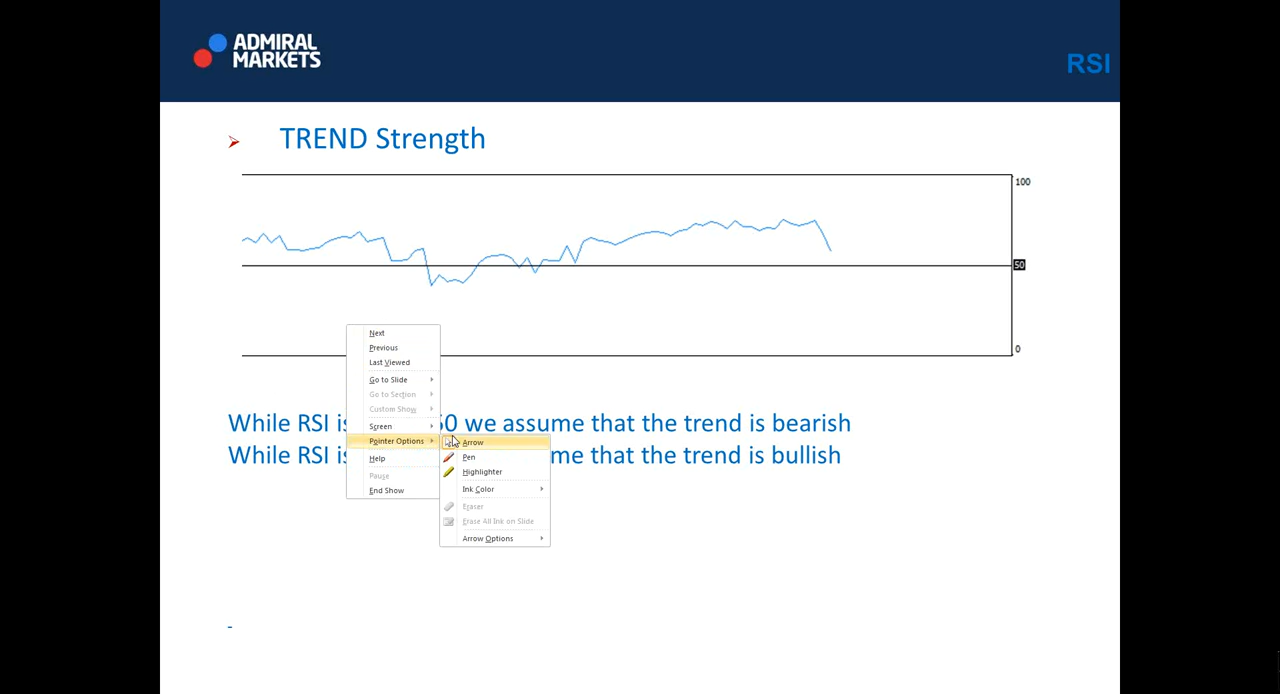 ADMIRAL
MARKETS
RSI
TREND Strength
100
50
0
Next
Previous
Last Viewed
Go to Slide
Go to Section
Custom Show
Screen
Pointer Options
Help
Pause
End Show
Arrow
Pen
Highlighter
Ink Color
Eraser
Erase All Ink on Slide
Arrow Options
While RSI is 50 we assume that the trend is bearish
While RSI is me that the trend is bullish
-